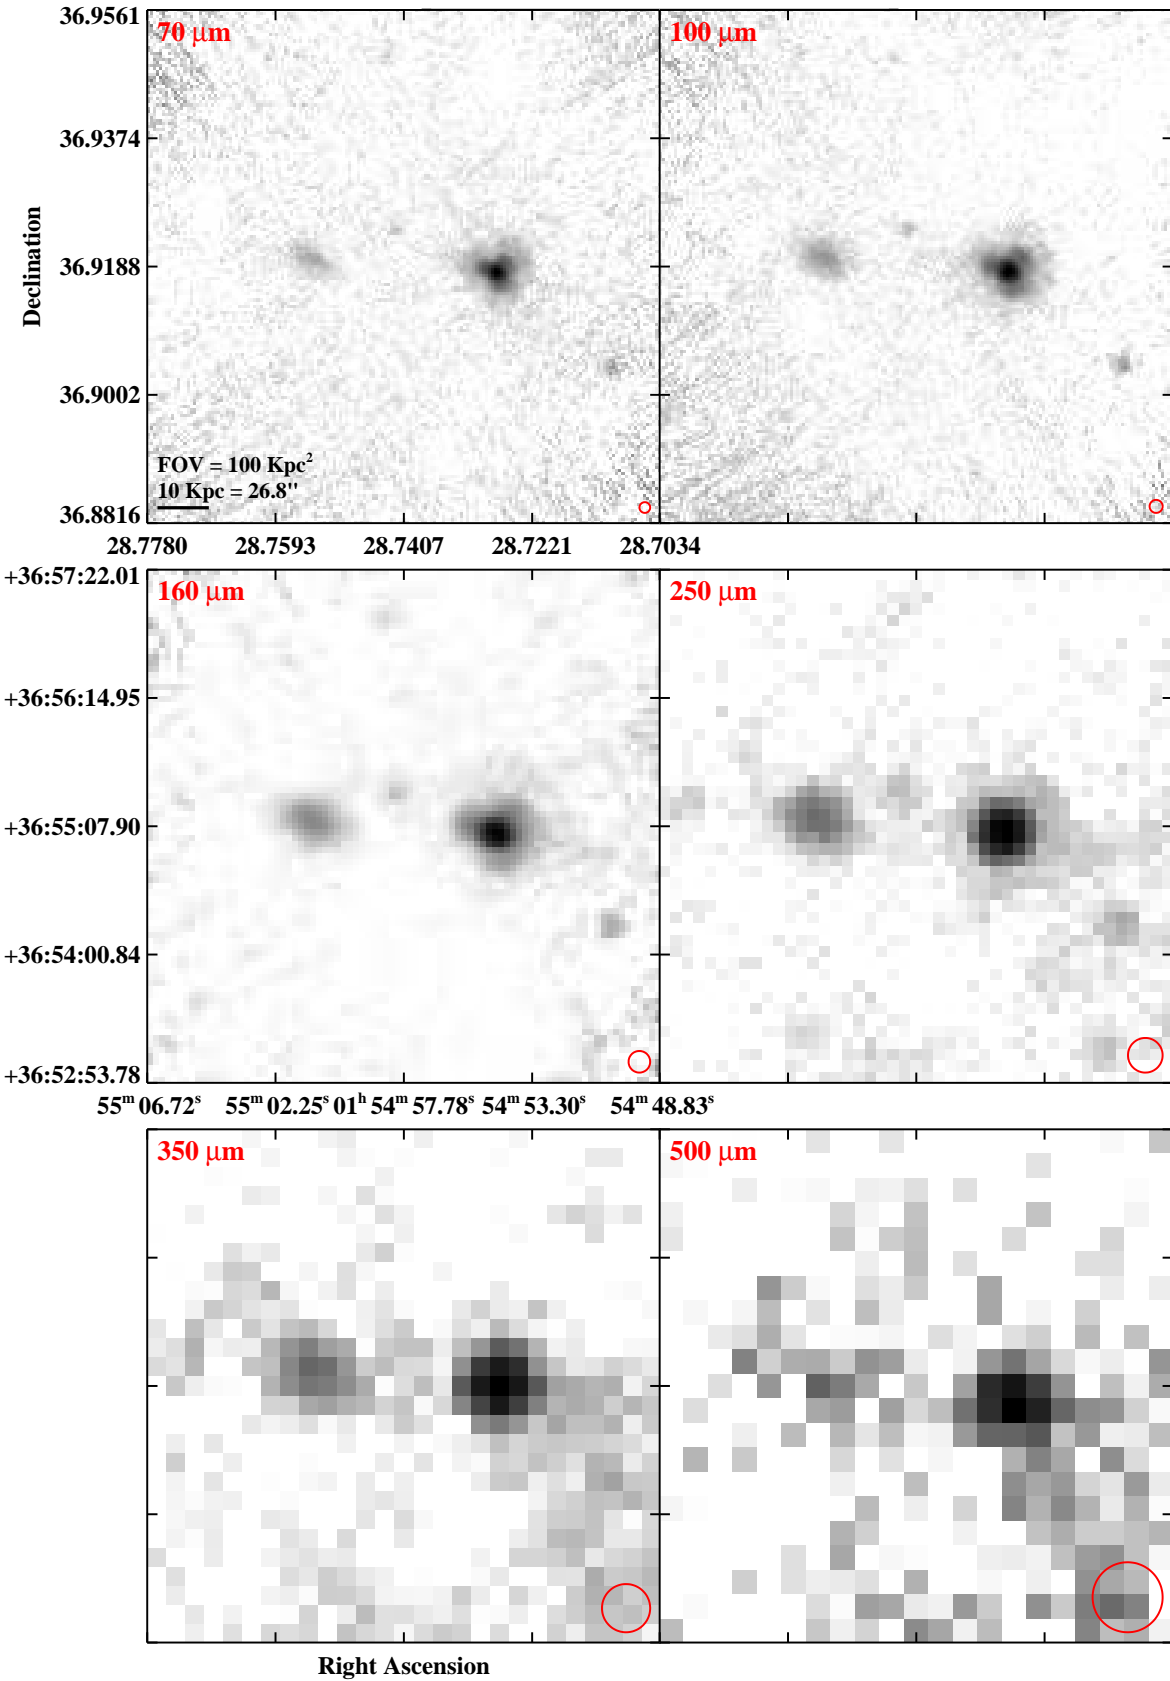 36.9561
70 μm
100 μm
36.9374
Declination
36.9188
36.9002
FOV = 100 Kpc²
10 Kpc = 26.8"
36.8816
28.7780 28.7593 28.7407 28.7221 28.7034
+36:57:22.01
160 μm
250 μm
+36:56:14.95
+36:55:07.90
+36:54:00.84
+36:52:53.78
55ᵐ 06.72ˢ 55ᵐ 02.25ˢ 01ʰ 54ᵐ 57.78ˢ 54ᵐ 53.30ˢ 54ᵐ 48.83ˢ
350 μm
500 μm
Right Ascension